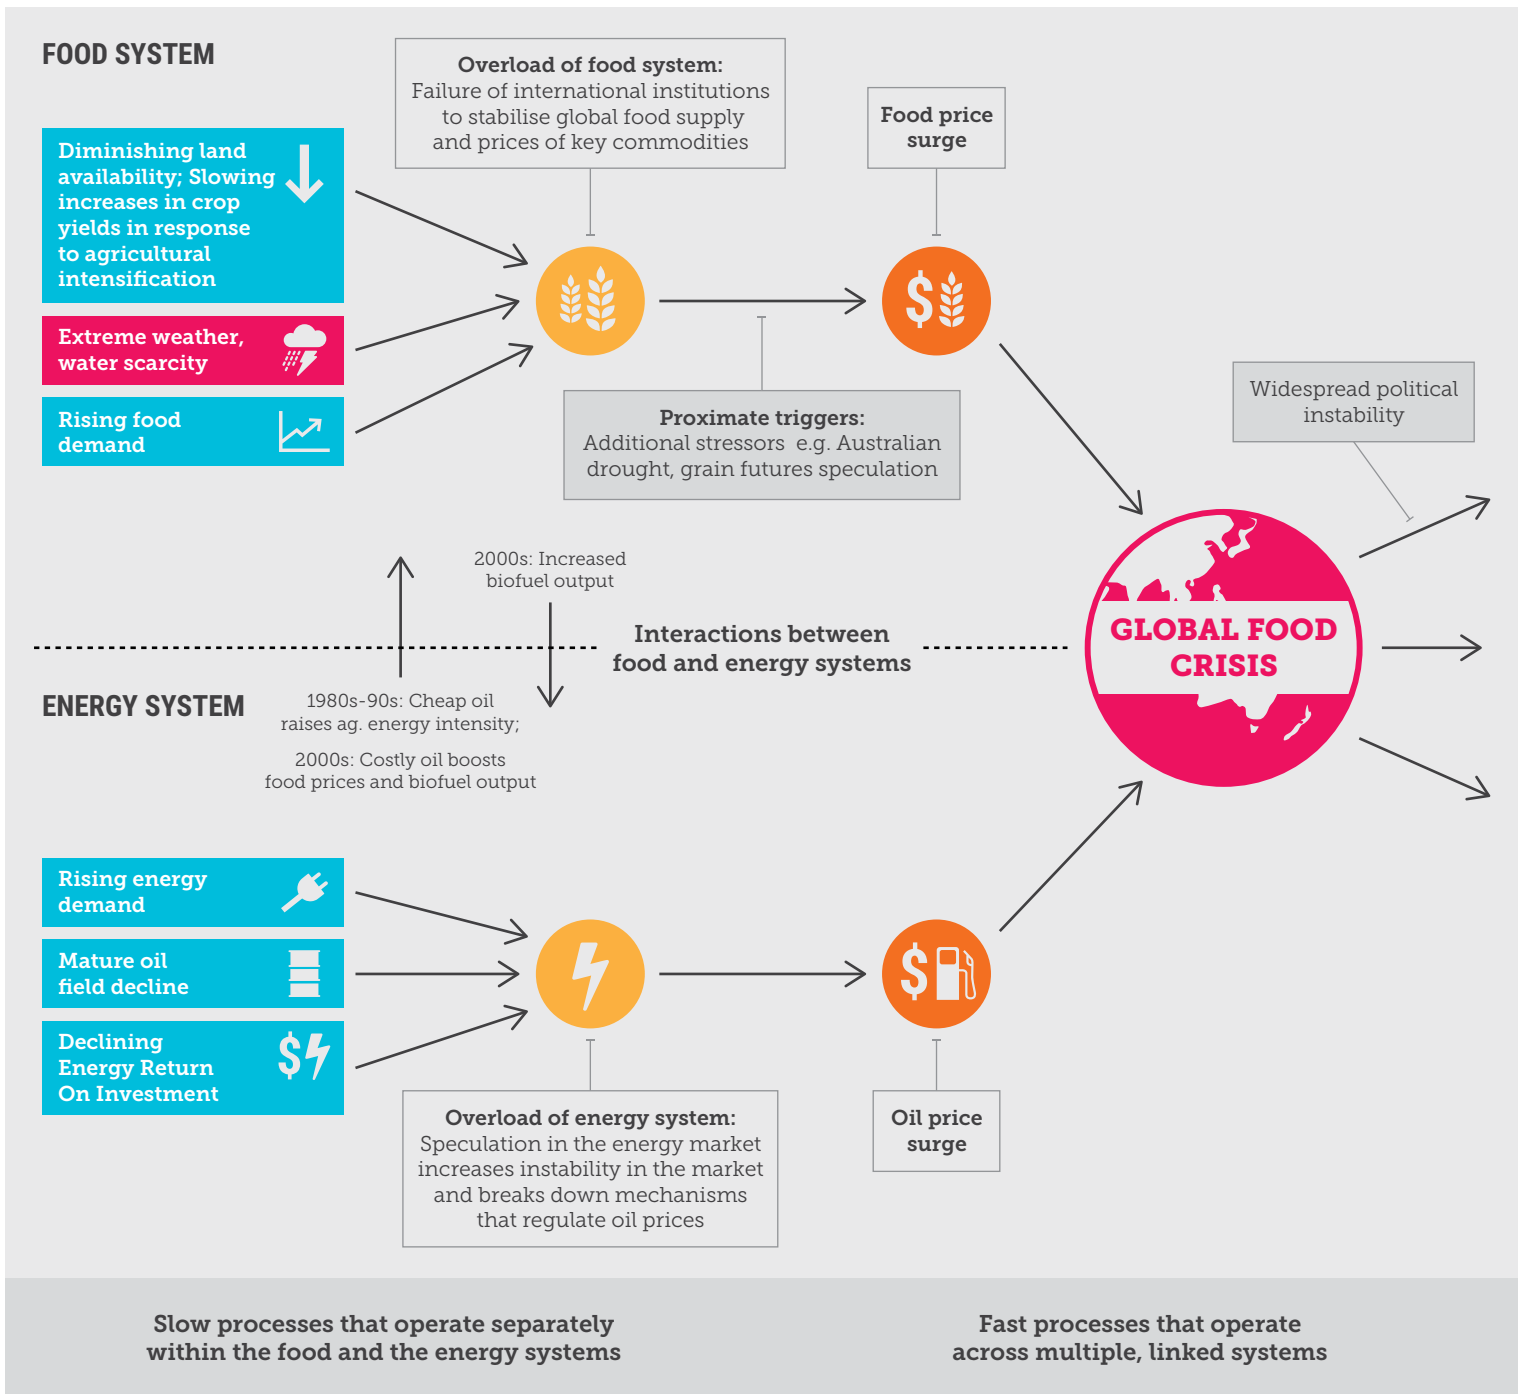 FOOD SYSTEM
Overload of food system:
Failure of international institutions
to stabilise global food supply
and prices of key commodities
Food price
surge
Diminishing land
availability; Slowing
increases in crop
yields in response
to agricultural
intensification
Extreme weather,
water scarcity
Rising food
demand
$
Proximate triggers:
Additional stressors e.g. Australian
drought, grain futures speculation
Widespread political
instability
2000s: Increased
biofuel output
Interactions between
food and energy systems
GLOBAL FOOD
CRISIS
ENERGY SYSTEM
1980s-90s: Cheap oil
raises ag. energy intensity;
2000s: Costly oil boosts
food prices and biofuel output
Rising energy
demand
Mature oil
field decline
Declining
Energy Return
On Investment
$
$
Overload of energy system:
Speculation in the energy market
increases instability in the market
and breaks down mechanisms
that regulate oil prices
Oil price
surge
Slow processes that operate separately
within the food and the energy systems
Fast processes that operate
across multiple, linked systems